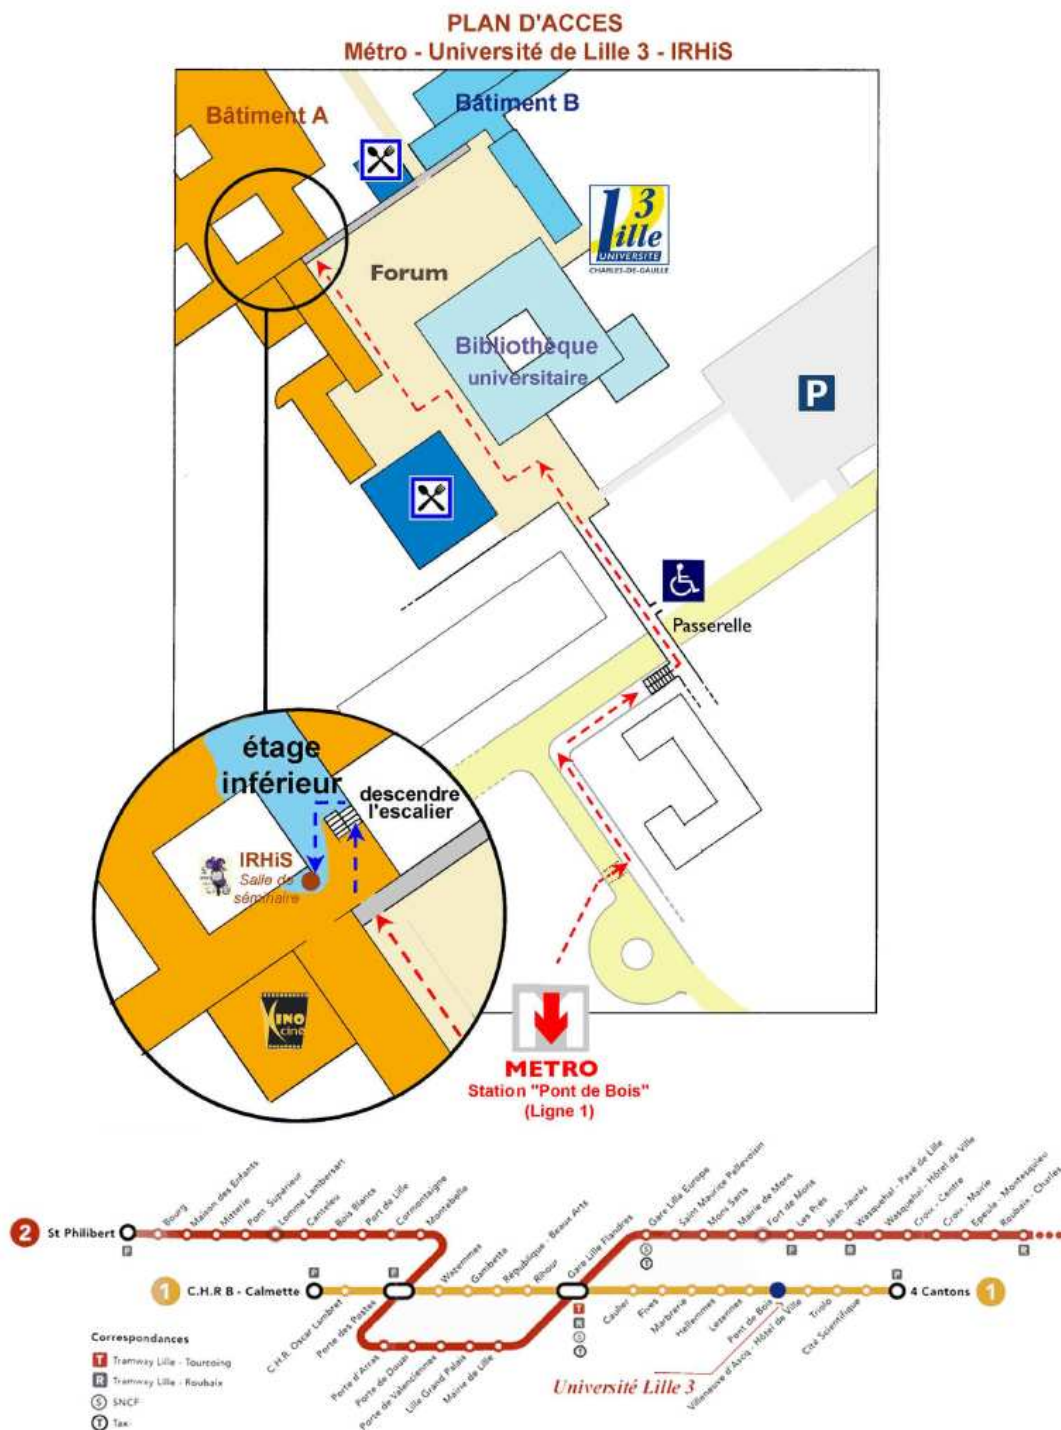 PLAN D'ACCES
Métro - Université de Lille 3 - IRHiS
Bâtiment A
Bâtiment B
3
Lille
UNIVERSITE
CHARLES-DE-GAULLE
Forum
Bibliothèque
universitaire
P
Passerelle
étage
inférieur
descendre
l'escalier
IRHiS
Salle de
séminaire
KINO
ciné
METRO
Station "Pont de Bois"
(Ligne 1)
2
St Philibert
P
Bourg
Maison des Enfants
Mitterie
Pont Supérieur
Lomme Lambersart
Canteleu
Bois Blancs
Port de Lille
Cormontaigne
Montebello
Gare Lille Europe
S
T
Saint Maurice Pellevoisin
Mons Sarts
Mairie de Mons
Fort de Mons
Les Prés
P
Jean Jaurès
Wasquehal - Pavé de Lille
R
Wasquehal - Hôtel de Ville
Croix - Centre
Croix - Mairie
Epeule - Montesquieu
Roubaix - Charles
R
1
C.H.R B - Calmette
P
C.H.R. Oscar Lambret
Porte des Postes
P
Wazemmes
Gambetta
République - Beaux Arts
Rihour
Gare Lille Flandres
T
R
S
T
Caulier
Fives
Marbrerie
Hellemmes
Lezennes
Pont de Bois
Villeneuve d'Ascq - Hôtel de Ville
Triolo
Cité Scientifique
P
4 Cantons
1
Porte d'Arras
Porte de Douai
Porte de Valenciennes
Lille Grand Palais
Mairie de Lille
Université Lille 3
Correspondances
T Tramway Lille - Tourcoing
R Tramway Lille - Roubaix
S SNCF
T Taxi